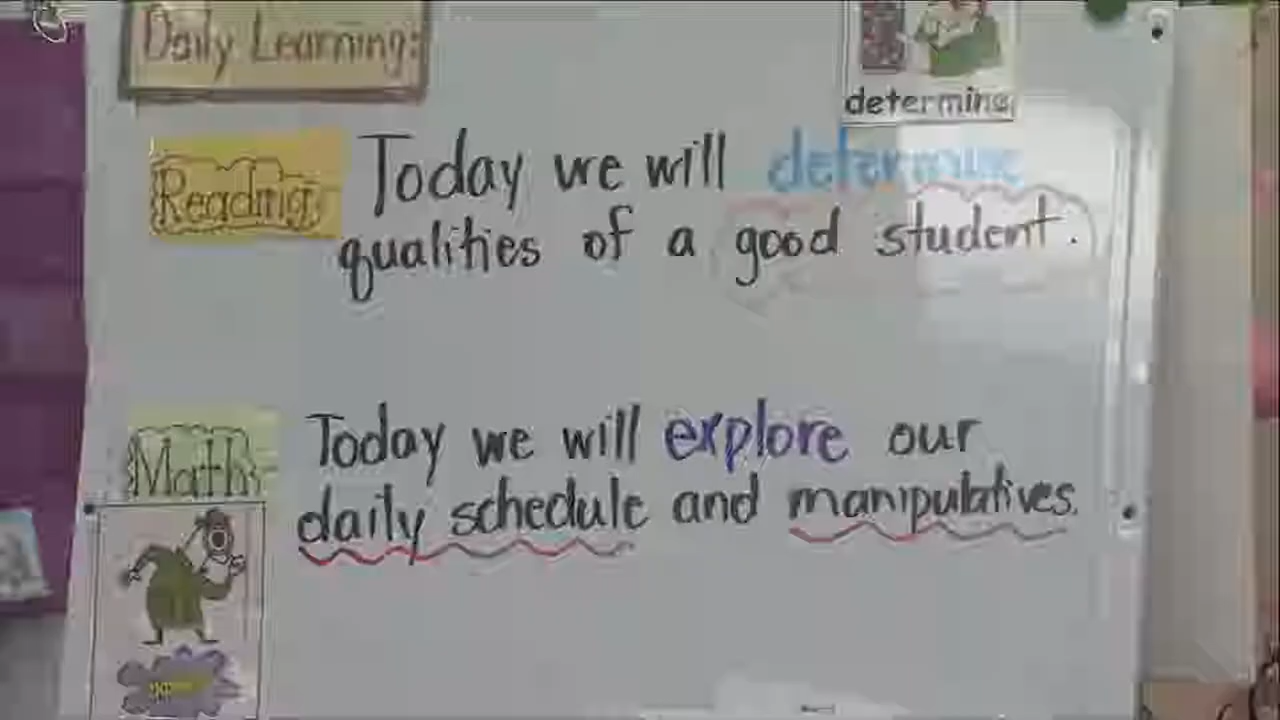 Daily Learning:
determine
Reading
Today we will determine
qualities of a good student.
Math
Today we will explore our
daily schedule and manipulatives.